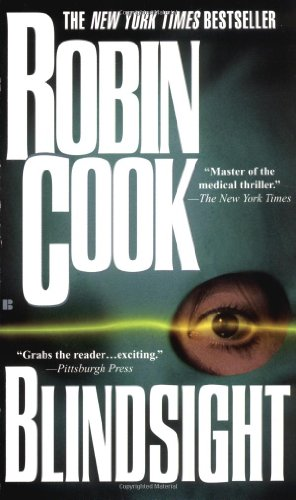 THE NEW YORK TIMES BESTSELLER
ROBIN
COOK
“Master of the
medical thriller.”
—The New York Times
B
“Grabs the reader...exciting.”
—Pittsburgh Press
BLINDSIGHT